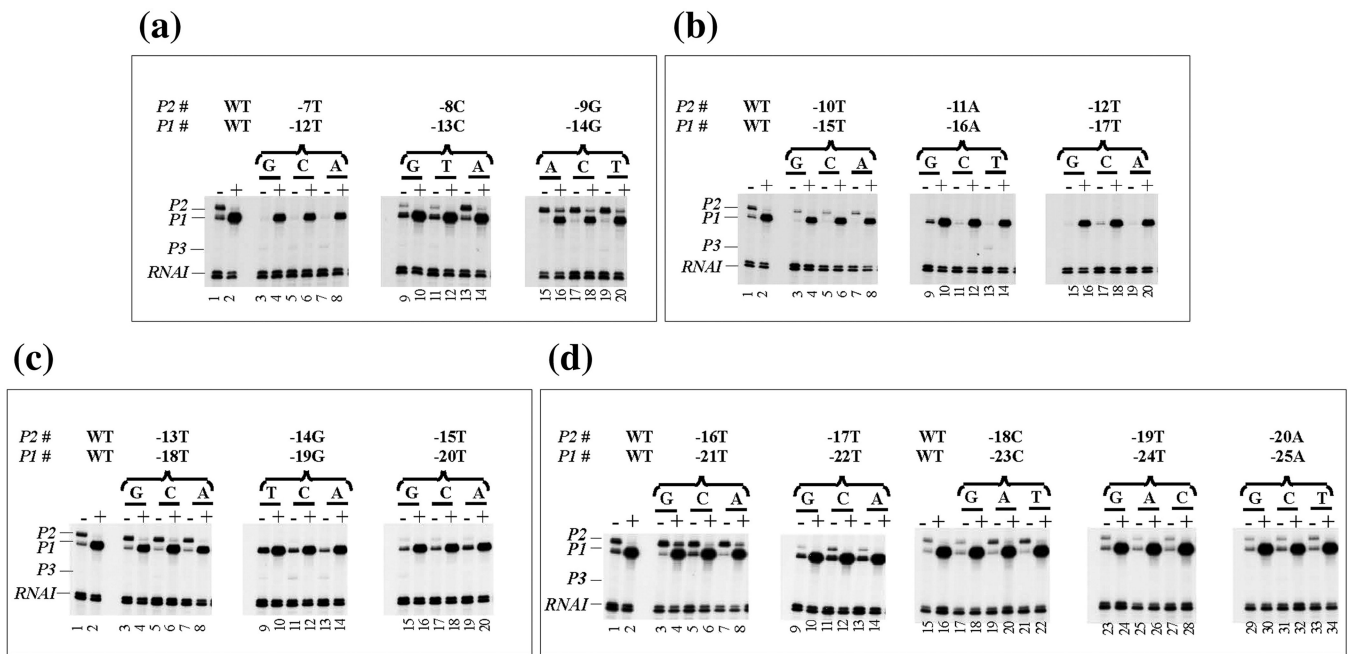 (a)
P2 # WT -7T -8C -9G
P1 # WT -12T -13C -14G
G C A G T A A C T
- + - + - + - + - + - + - + - + - + - +
P2
P1
P3
RNAI
1 2 3 4 5 6 7 8 9 10 11 12 13 14 15 16 17 18 19 20
(b)
P2 # WT -10T -11A -12T
P1 # WT -15T -16A -17T
G C A G C T G C A
- + - + - + - + - + - + - + - + - + - +
P2
P1
P3
RNAI
1 2 3 4 5 6 7 8 9 10 11 12 13 14 15 16 17 18 19 20
(c)
P2 # WT -13T -14G -15T
P1 # WT -18T -19G -20T
G C A T C A G C A
- + - + - + - + - + - + - + - + - + - +
P2
P1
P3
RNAI
1 2 3 4 5 6 7 8 9 10 11 12 13 14 15 16 17 18 19 20
(d)
P2 # WT -16T -17T WT -18C -19T -20A
P1 # WT -21T -22T WT -23C -24T -25A
G C A G C A G A T G A C G C T
- + - + - + - + - + - + - + - + - + - + - + - + - + - + - + - + - +
P2
P1
P3
RNAI
1 2 3 4 5 6 7 8 9 10 11 12 13 14 15 16 17 18 19 20 21 22 23 24 25 26 27 28 29 30 31 32 33 34